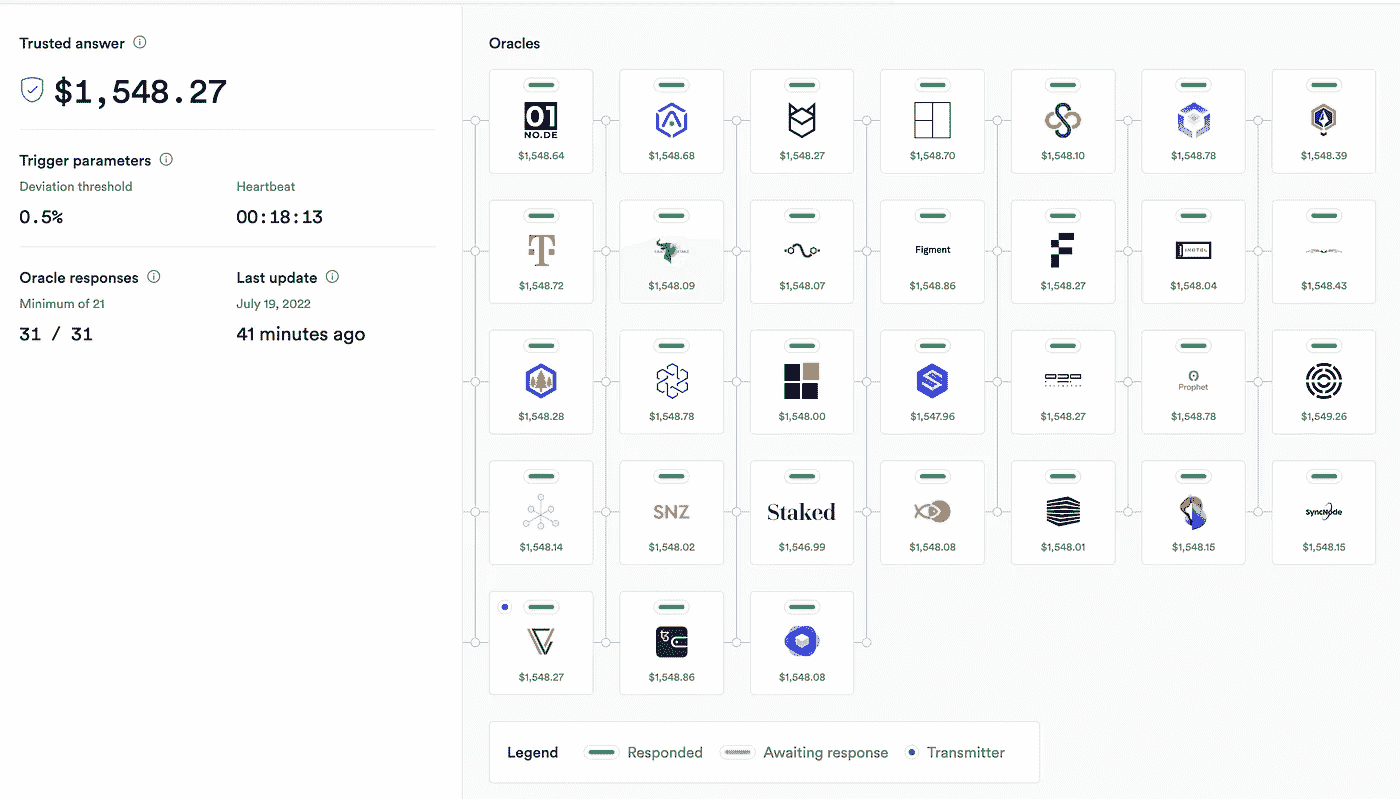 Trusted answer
$1,548.27
Trigger parameters
Deviation threshold
Heartbeat
0.5%
00:18:13
Oracle responses
Last update
Minimum of 21
July 19, 2022
31 / 31
41 minutes ago
Oracles
01
NO.DE
$1,548.64
$1,548.68
$1,548.27
$1,548.70
$1,548.10
$1,548.78
$1,548.39
T
$1,548.72
$1,548.09
$1,548.07
Figment
$1,548.86
F
$1,548.27
$1,548.04
$1,548.43
$1,548.28
$1,548.78
$1,548.00
$1,547.96
$1,548.27
Prophet
$1,548.78
$1,549.26
$1,548.14
SNZ
$1,548.02
Staked
$1,546.99
$1,548.08
$1,548.01
$1,548.15
SyncNode
$1,548.15
$1,548.27
$1,548.86
$1,548.08
Legend
Responded
Awaiting response
Transmitter